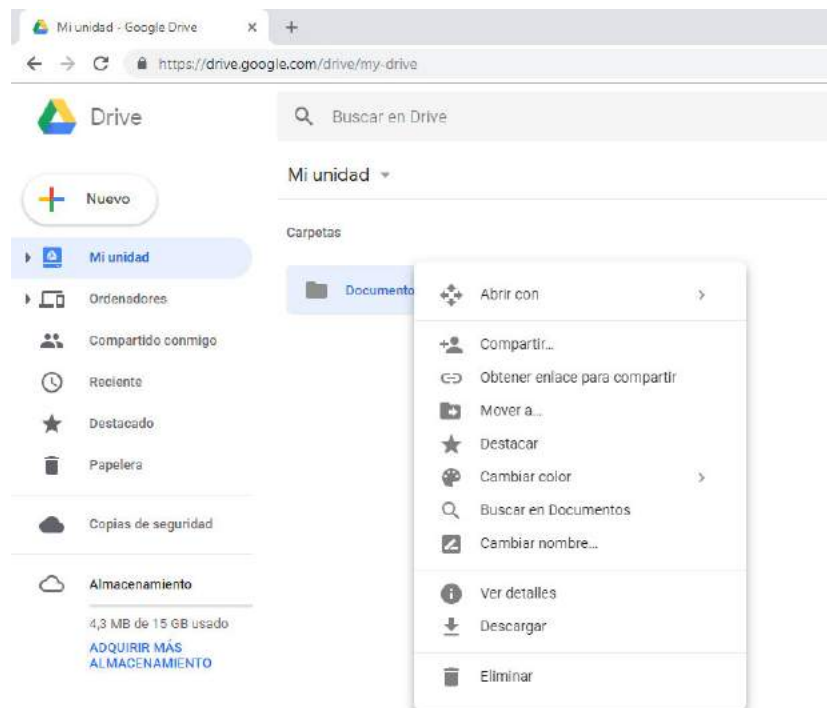 Mi unidad - Google Drive
https://drive.google.com/drive/my-drive
Drive
Buscar en Drive
Nuevo
Mi unidad
Ordenadores
Compartido conmigo
Reciente
Destacado
Papelera
Copias de seguridad
Almacenamiento
4,3 MB de 15 GB usado
ADQUIRIR MÁS
ALMACENAMIENTO
Mi unidad
Carpetas
Documento
Abrir con
Compartir...
Obtener enlace para compartir
Mover a...
Destacar
Cambiar color
Buscar en Documentos
Cambiar nombre...
Ver detalles
Descargar
Eliminar